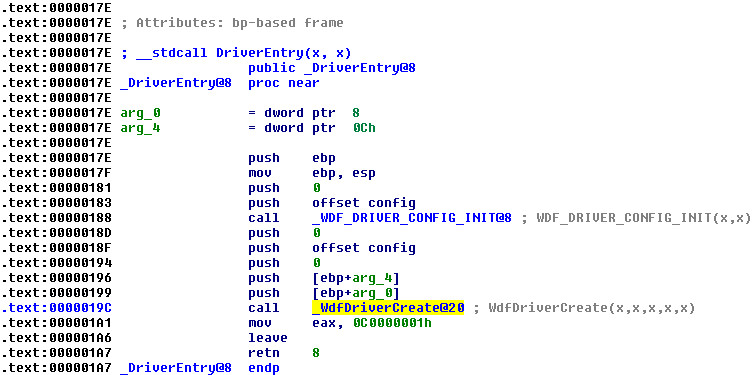 .text:0000017E
.text:0000017E ; Attributes: bp-based frame
.text:0000017E
.text:0000017E ; __stdcall DriverEntry(x, x)
.text:0000017E                 public _DriverEntry@8
.text:0000017E _DriverEntry@8  proc near
.text:0000017E
.text:0000017E arg_0           = dword ptr  8
.text:0000017E arg_4           = dword ptr  0Ch
.text:0000017E
.text:0000017E                 push    ebp
.text:0000017F                 mov     ebp, esp
.text:00000181                 push    0
.text:00000183                 push    offset config
.text:00000188                 call    _WDF_DRIVER_CONFIG_INIT@8 ; WDF_DRIVER_CONFIG_INIT(x,x)
.text:0000018D                 push    0
.text:0000018F                 push    offset config
.text:00000194                 push    0
.text:00000196                 push    [ebp+arg_4]
.text:00000199                 push    [ebp+arg_0]
.text:0000019C                 call    _WdfDriverCreate@20 ; WdfDriverCreate(x,x,x,x,x)
.text:000001A1                 mov     eax, 0C0000001h
.text:000001A6                 leave
.text:000001A7                 retn    8
.text:000001A7 _DriverEntry@8  endp